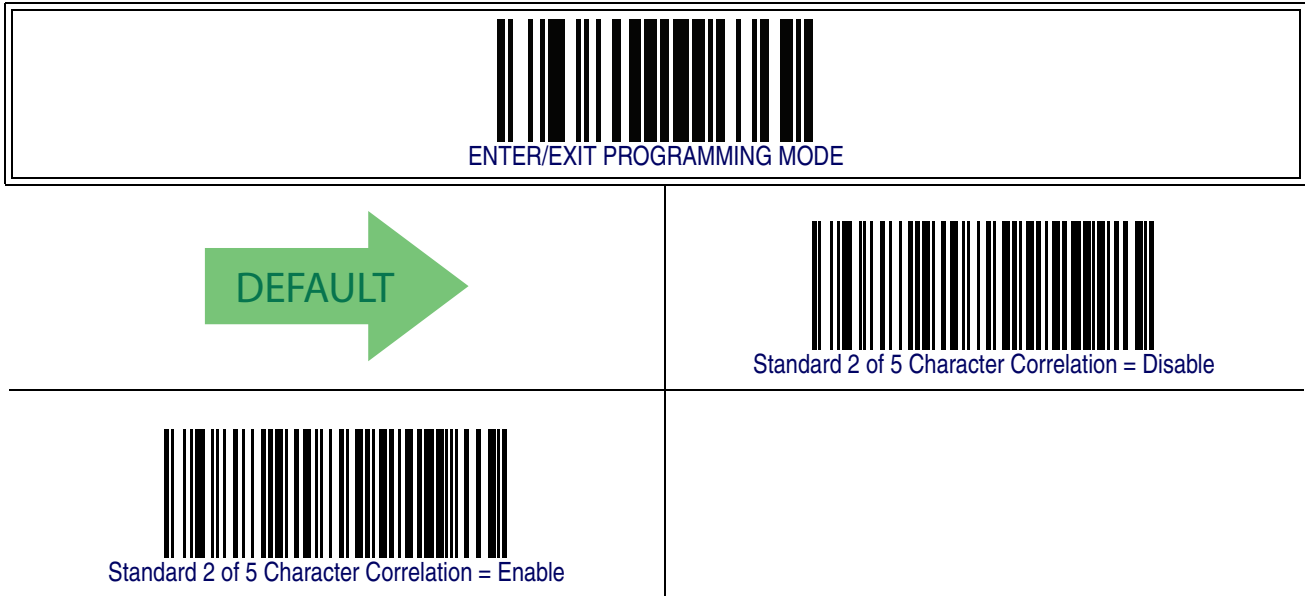 ENTER/EXIT PROGRAMMING MODE
DEFAULT
Standard 2 of 5 Character Correlation = Disable
Standard 2 of 5 Character Correlation = Enable